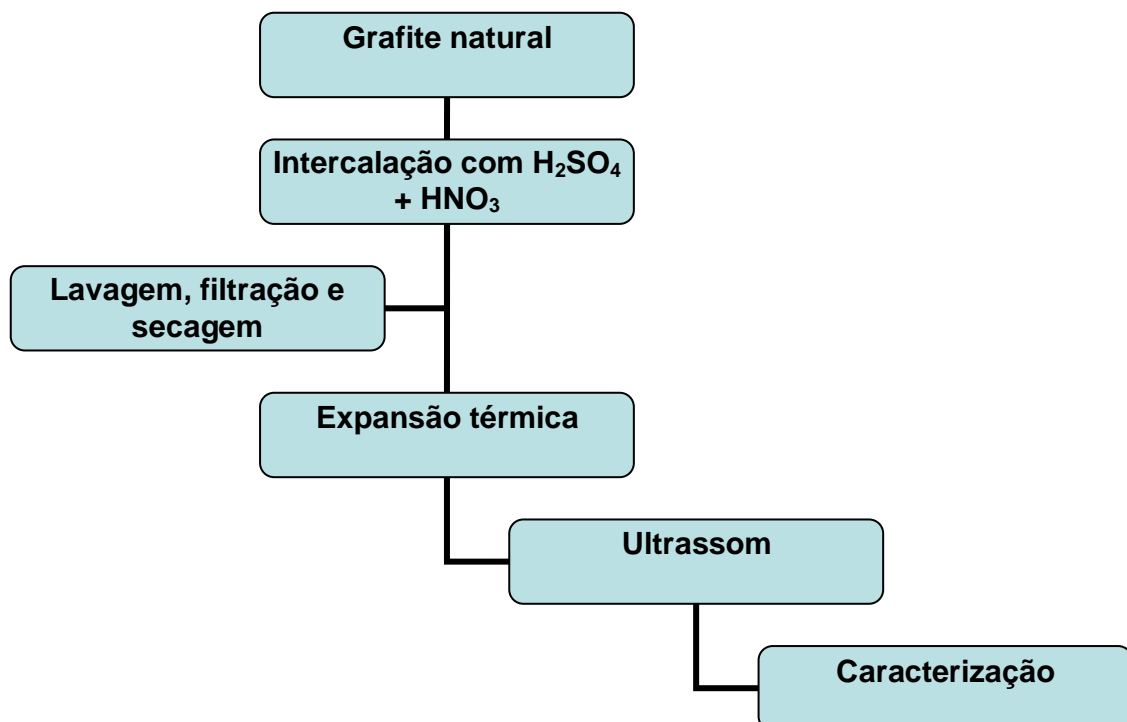 Grafite natural
Intercalação com H₂SO₄
+ HNO₃
Lavagem, filtração e
secagem
Expansão térmica
Ultrassom
Caracterização